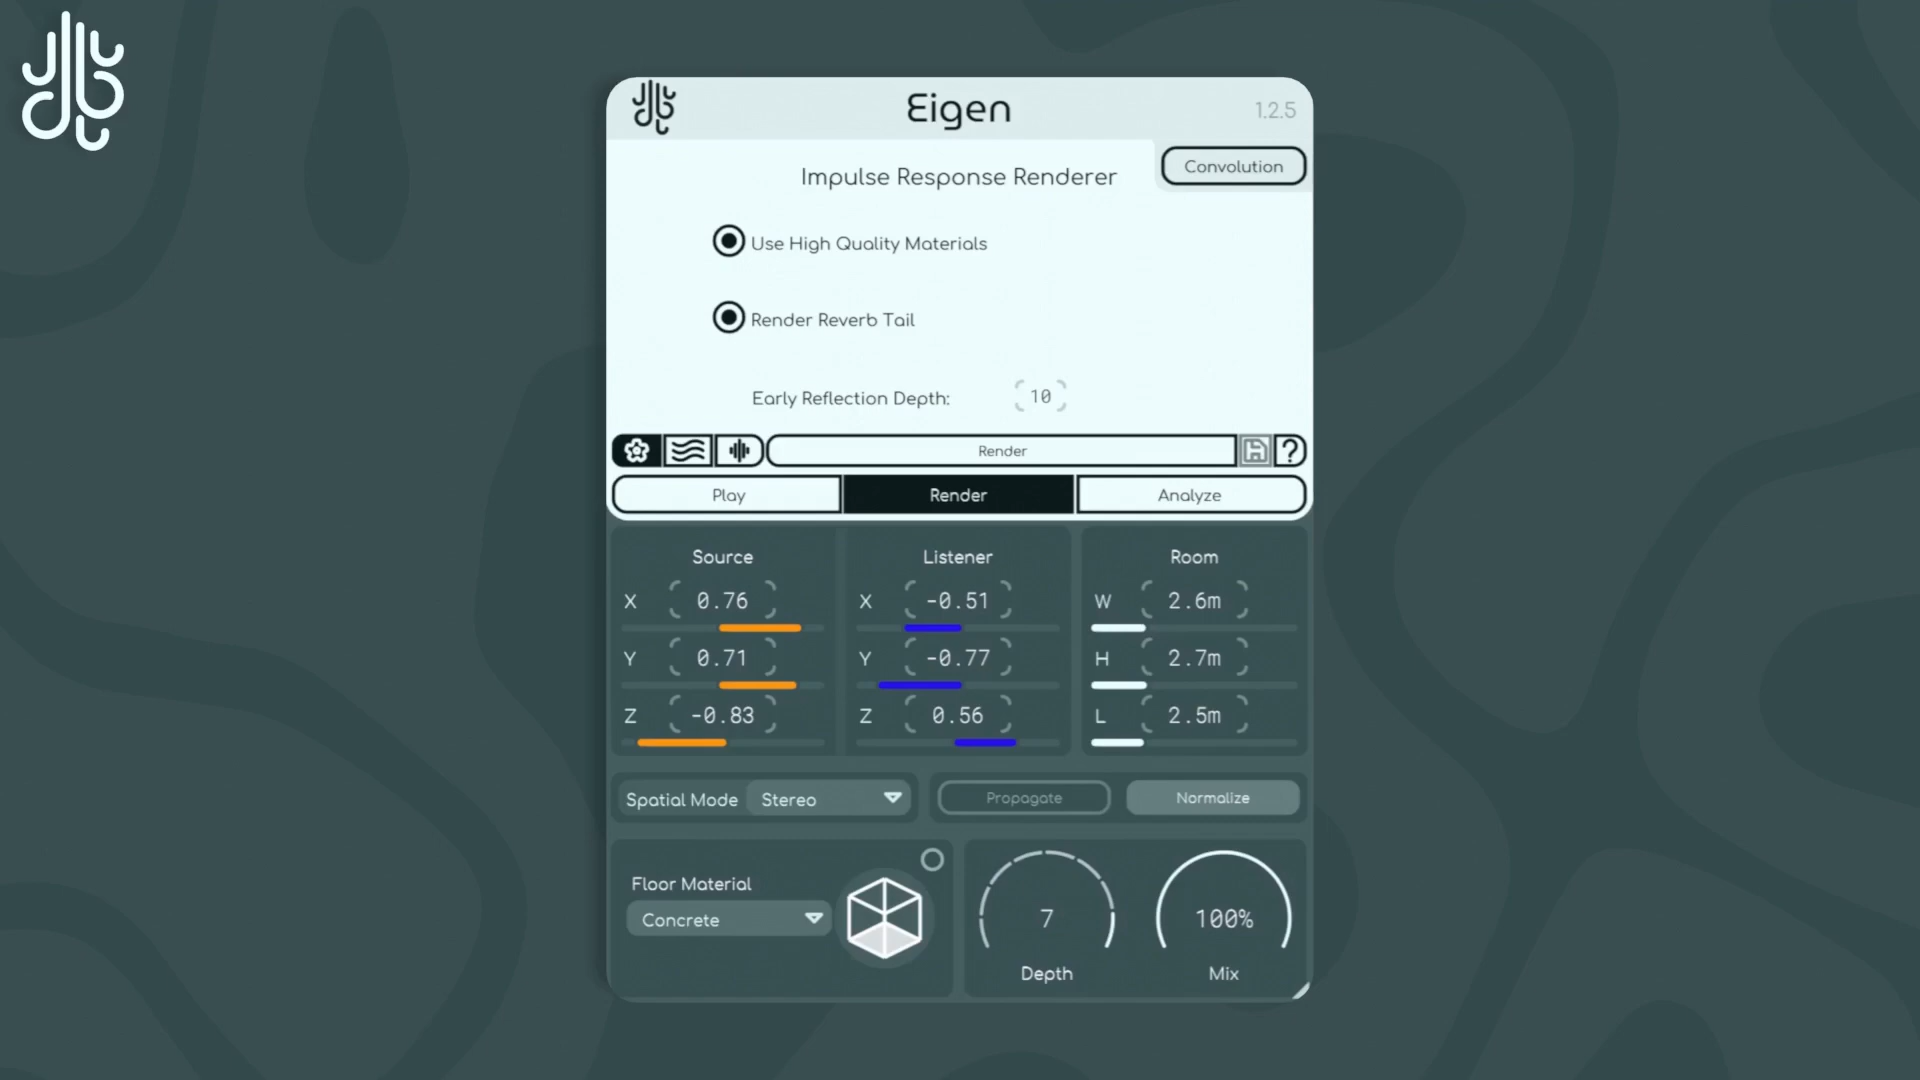 Eigen
1.2.5
Convolution
Impulse Response Renderer
Use High Quality Materials
Render Reverb Tail
Early Reflection Depth: 10
Render ?
Play Render Analyze
Source Listener Room
X 0.76 X -0.51 W 2.6m
Y 0.71 Y -0.77 H 2.7m
Z -0.83 Z 0.56 L 2.5m
Spatial Mode Stereo Propagate Normalize
Floor Material
Concrete
7 100%
Depth Mix